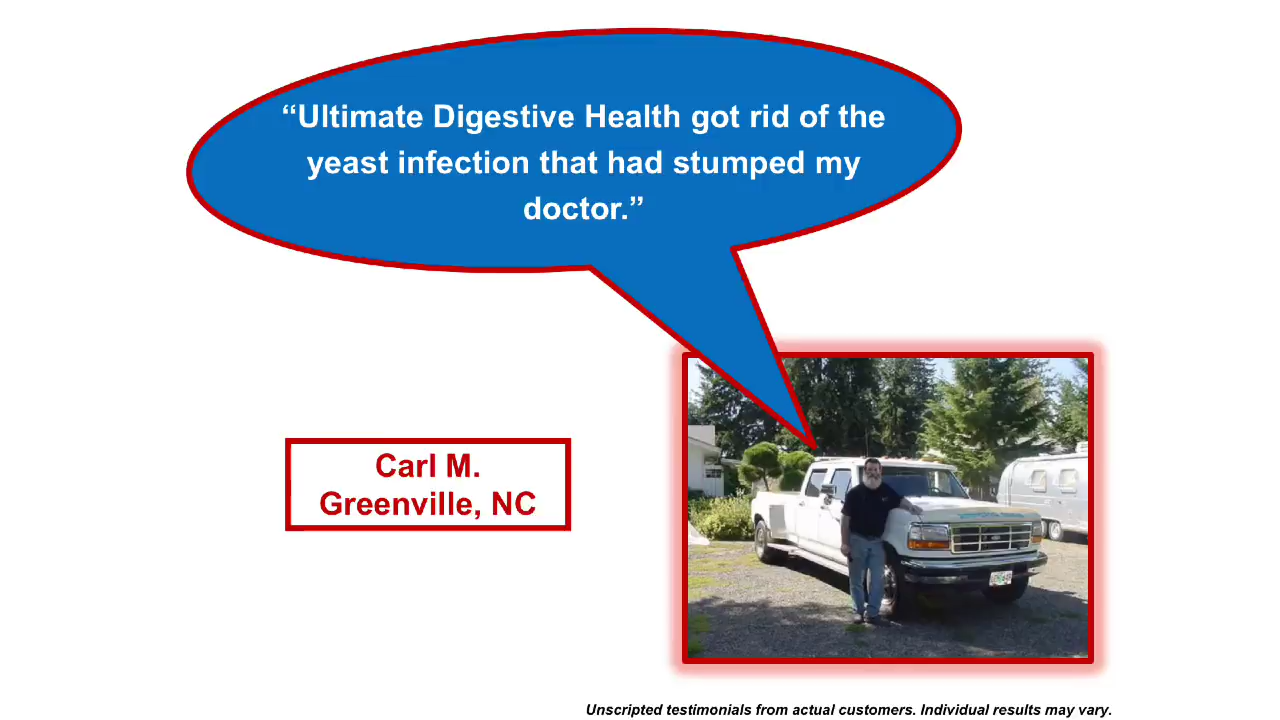 “Ultimate Digestive Health got rid of the
yeast infection that had stumped my
doctor.”
Carl M.
Greenville, NC
Unscripted testimonials from actual customers. Individual results may vary.